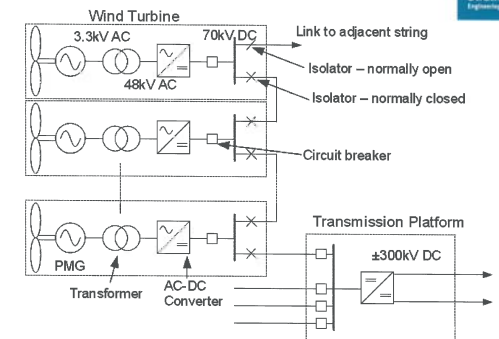 Wind Turbine
3.3kV AC
70kV DC
Link to adjacent string
Isolator – normally open
48kV AC
Isolator – normally closed
Circuit breaker
Transmission Platform
±300kV DC
PMG
Transformer
AC-DC
Converter
Engineering